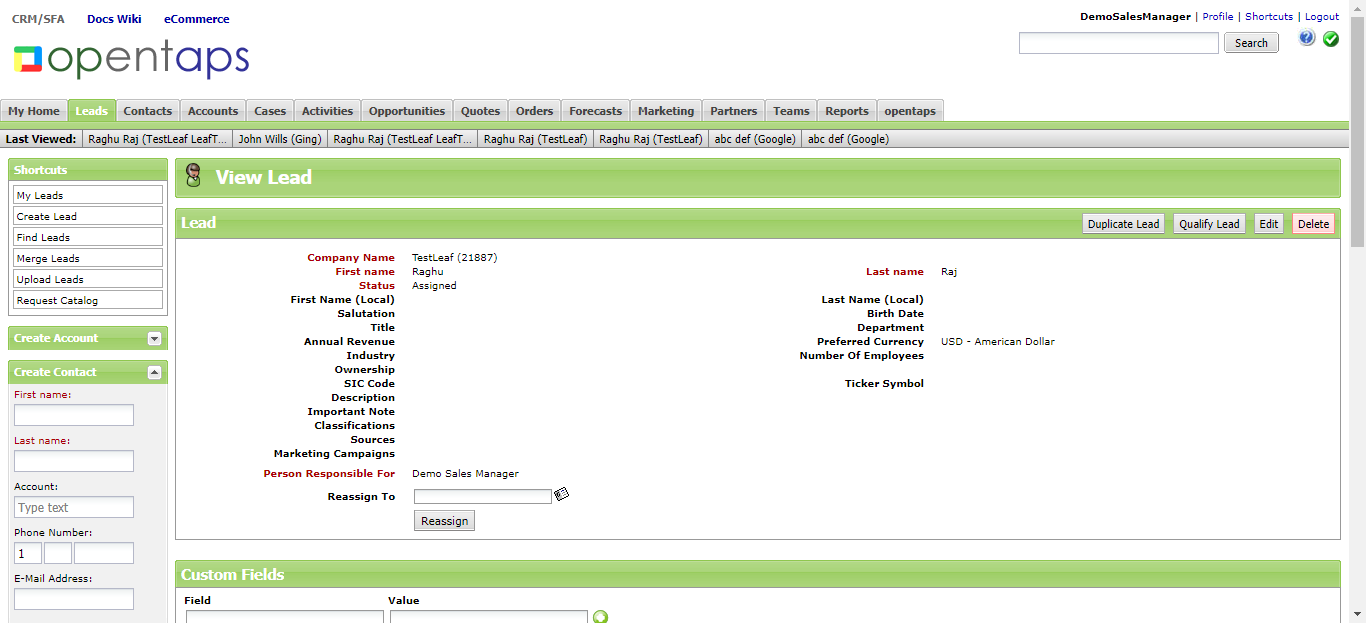 CRM/SFA Docs Wiki eCommerce
DemoSalesManager | Profile | Shortcuts | Logout
opentaps
Search
My Home Leads Contacts Accounts Cases Activities Opportunities Quotes Orders Forecasts Marketing Partners Teams Reports opentaps
Last Viewed: Raghu Raj (TestLeaf LeafT... John Wills (Ging) Raghu Raj (TestLeaf LeafT... Raghu Raj (TestLeaf) Raghu Raj (TestLeaf) abc def (Google) abc def (Google)
Shortcuts
My Leads
Create Lead
Find Leads
Merge Leads
Upload Leads
Request Catalog
Create Account
Create Contact
First name:
Last name:
Account:
Type text
Phone Number:
1
E-Mail Address:
View Lead
Lead
Duplicate Lead Qualify Lead Edit Delete
Company Name TestLeaf (21887)
First name Raghu Last name Raj
Status Assigned
First Name (Local) Last Name (Local)
Salutation Birth Date
Title Department
Annual Revenue Preferred Currency USD - American Dollar
Industry Number Of Employees
Ownership
SIC Code Ticker Symbol
Description
Important Note
Classifications
Sources
Marketing Campaigns
Person Responsible For Demo Sales Manager
Reassign To
Reassign
Custom Fields
Field Value